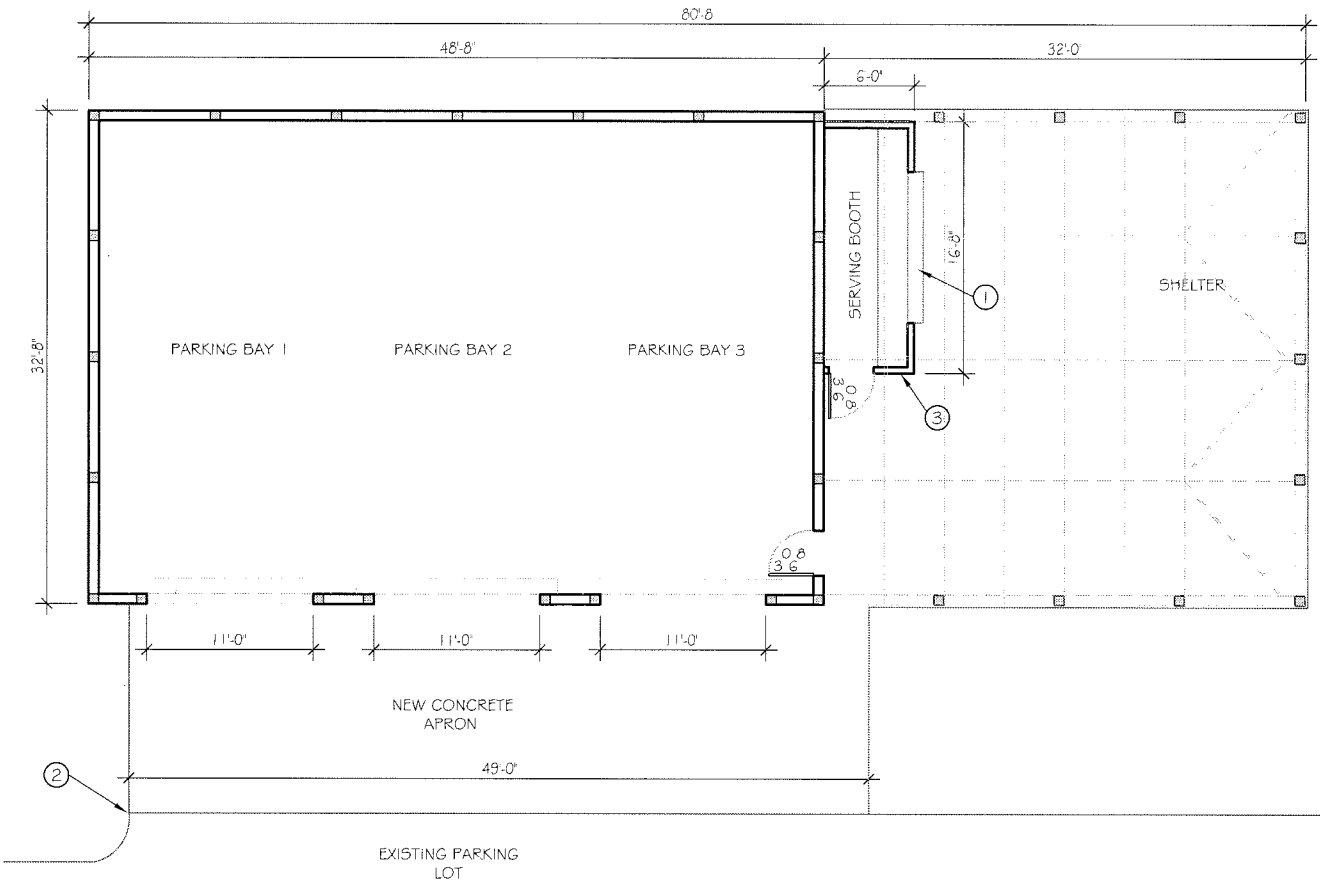 80'-8
48'-8"
32'-0
6-0"
SERVING BOOTH
16-8"
1
SHELTER
32'-8"
PARKING BAY 1
PARKING BAY 2
PARKING BAY 3
3 6
0 8
3
0 8
3 6
11'-0'
11'-0"
11'-0'
NEW CONCRETE
APRON
2
49-0"
EXISTING PARKING
LOT